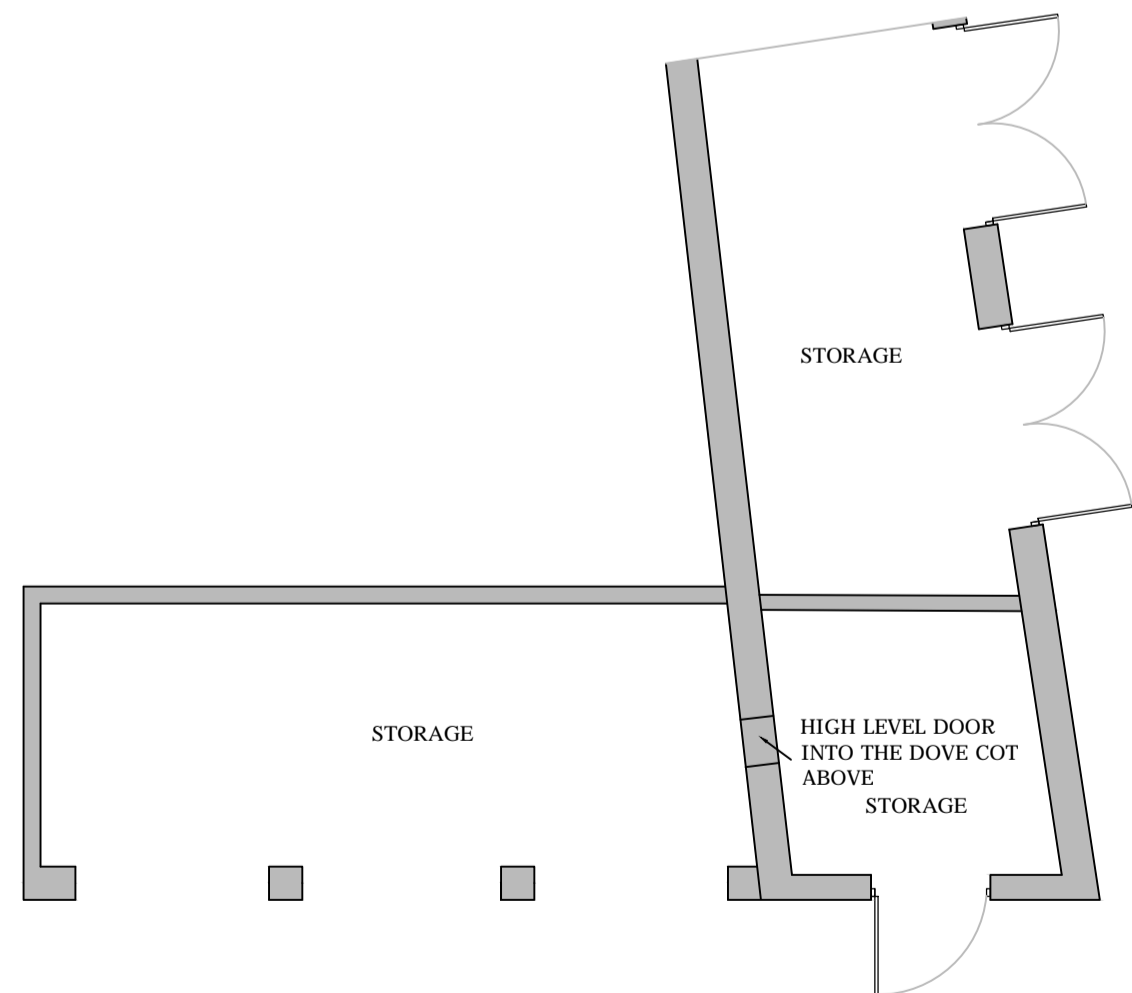 STORAGE
STORAGE
HIGH LEVEL DOOR
INTO THE DOVE COT
ABOVE
STORAGE